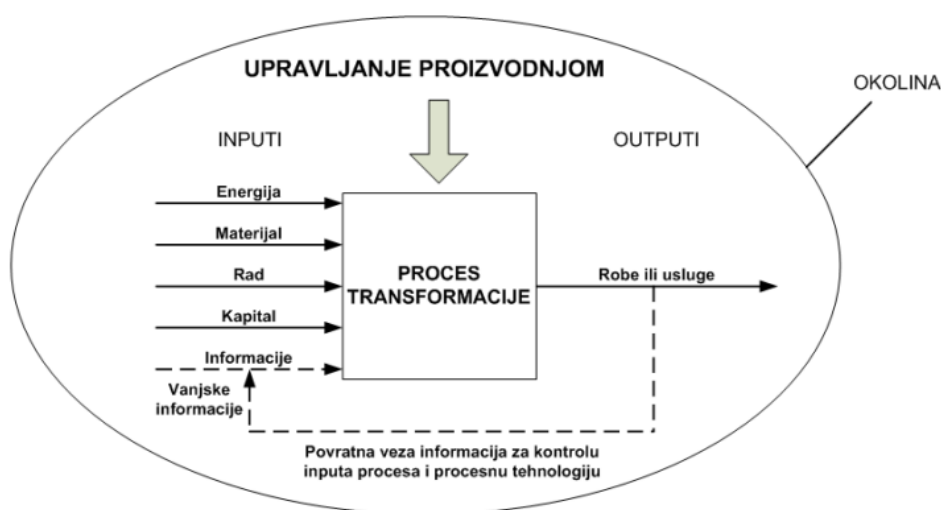 UPRAVLJANJE PROIZVODNJOM
OKOLINA
INPUTI
OUTPUTI
Energija
Materijal
Rad
Kapital
Informacije
Vanjske
informacije
PROCES
TRANSFORMACIJE
Robe ili usluge
Povratna veza informacija za kontrolu
inputa procesa i procesnu tehnologiju